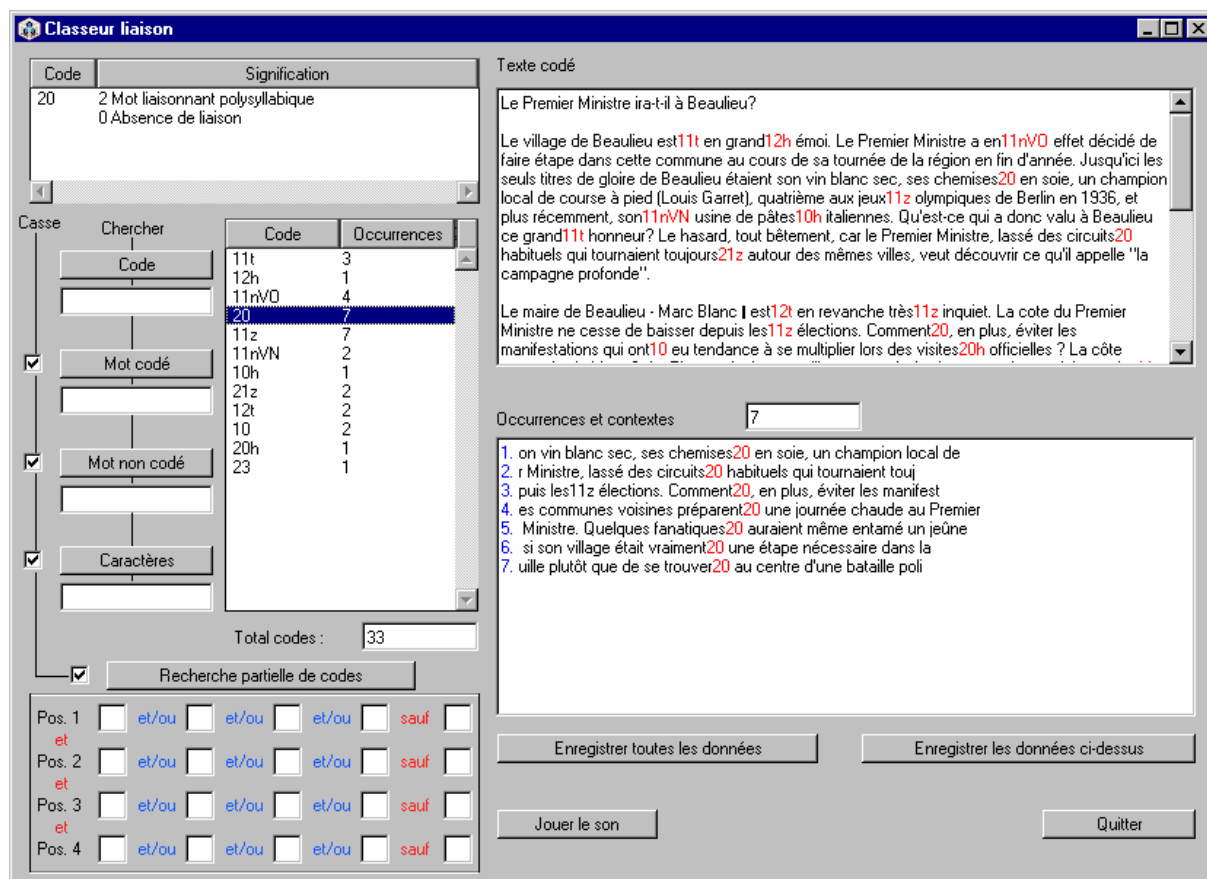 Classeur liaison
Code Signification
20 2 Mot liaisonnant polysyllabique
0 Absence de liaison
Casse
Chercher
Code
Mot codé
Mot non codé
Caractères
Code Occurrences
11t 3
12h 1
11nVO 4
20 7
11z 7
11nVN 2
10h 1
21z 2
12t 2
10 2
20h 1
23 1
Total codes : 33
Recherche partielle de codes
Pos. 1 et/ou et/ou et/ou sauf
et
Pos. 2 et/ou et/ou et/ou sauf
et
Pos. 3 et/ou et/ou et/ou sauf
et
Pos. 4 et/ou et/ou et/ou sauf
Texte codé
Le Premier Ministre ira-t-il à Beaulieu?
Le village de Beaulieu est11t en grand12h émoi. Le Premier Ministre a en11nVO effet décidé de
faire étape dans cette commune au cours de sa tournée de la région en fin d'année. Jusqu'ici les
seuls titres de gloire de Beaulieu étaient son vin blanc sec, ses chemises20 en soie, un champion
local de course à pied (Louis Garret), quatrième aux jeux11z olympiques de Berlin en 1936, et
plus récemment, son11nVN usine de pâtes10h italiennes. Qu'est-ce qui a donc valu à Beaulieu
ce grand11t honneur? Le hasard, tout bêtement, car le Premier Ministre, lassé des circuits20
habituels qui tournaient toujours21z autour des mêmes villes, veut découvrir ce qu'il appelle "la
campagne profonde".
Le maire de Beaulieu - Marc Blanc | est12t en revanche très11z inquiet. La cote du Premier
Ministre ne cesse de baisser depuis les11z élections. Comment20, en plus, éviter les
manifestations qui ont10 eu tendance à se multiplier lors des visites20h officielles ? La côte
Occurrences et contextes 7
1. on vin blanc sec, ses chemises20 en soie, un champion local de
2. r Ministre, lassé des circuits20 habituels qui tournaient touj
3. puis les11z élections. Comment20, en plus, éviter les manifest
4. es communes voisines préparent20 une journée chaude au Premier
5. Ministre. Quelques fanatiques20 auraient même entamé un jeûne
6. si son village était vraiment20 une étape nécessaire dans la
7. uille plutôt que de se trouver20 au centre d'une bataille poli
Enregistrer toutes les données
Enregistrer les données ci-dessus
Jouer le son
Quitter